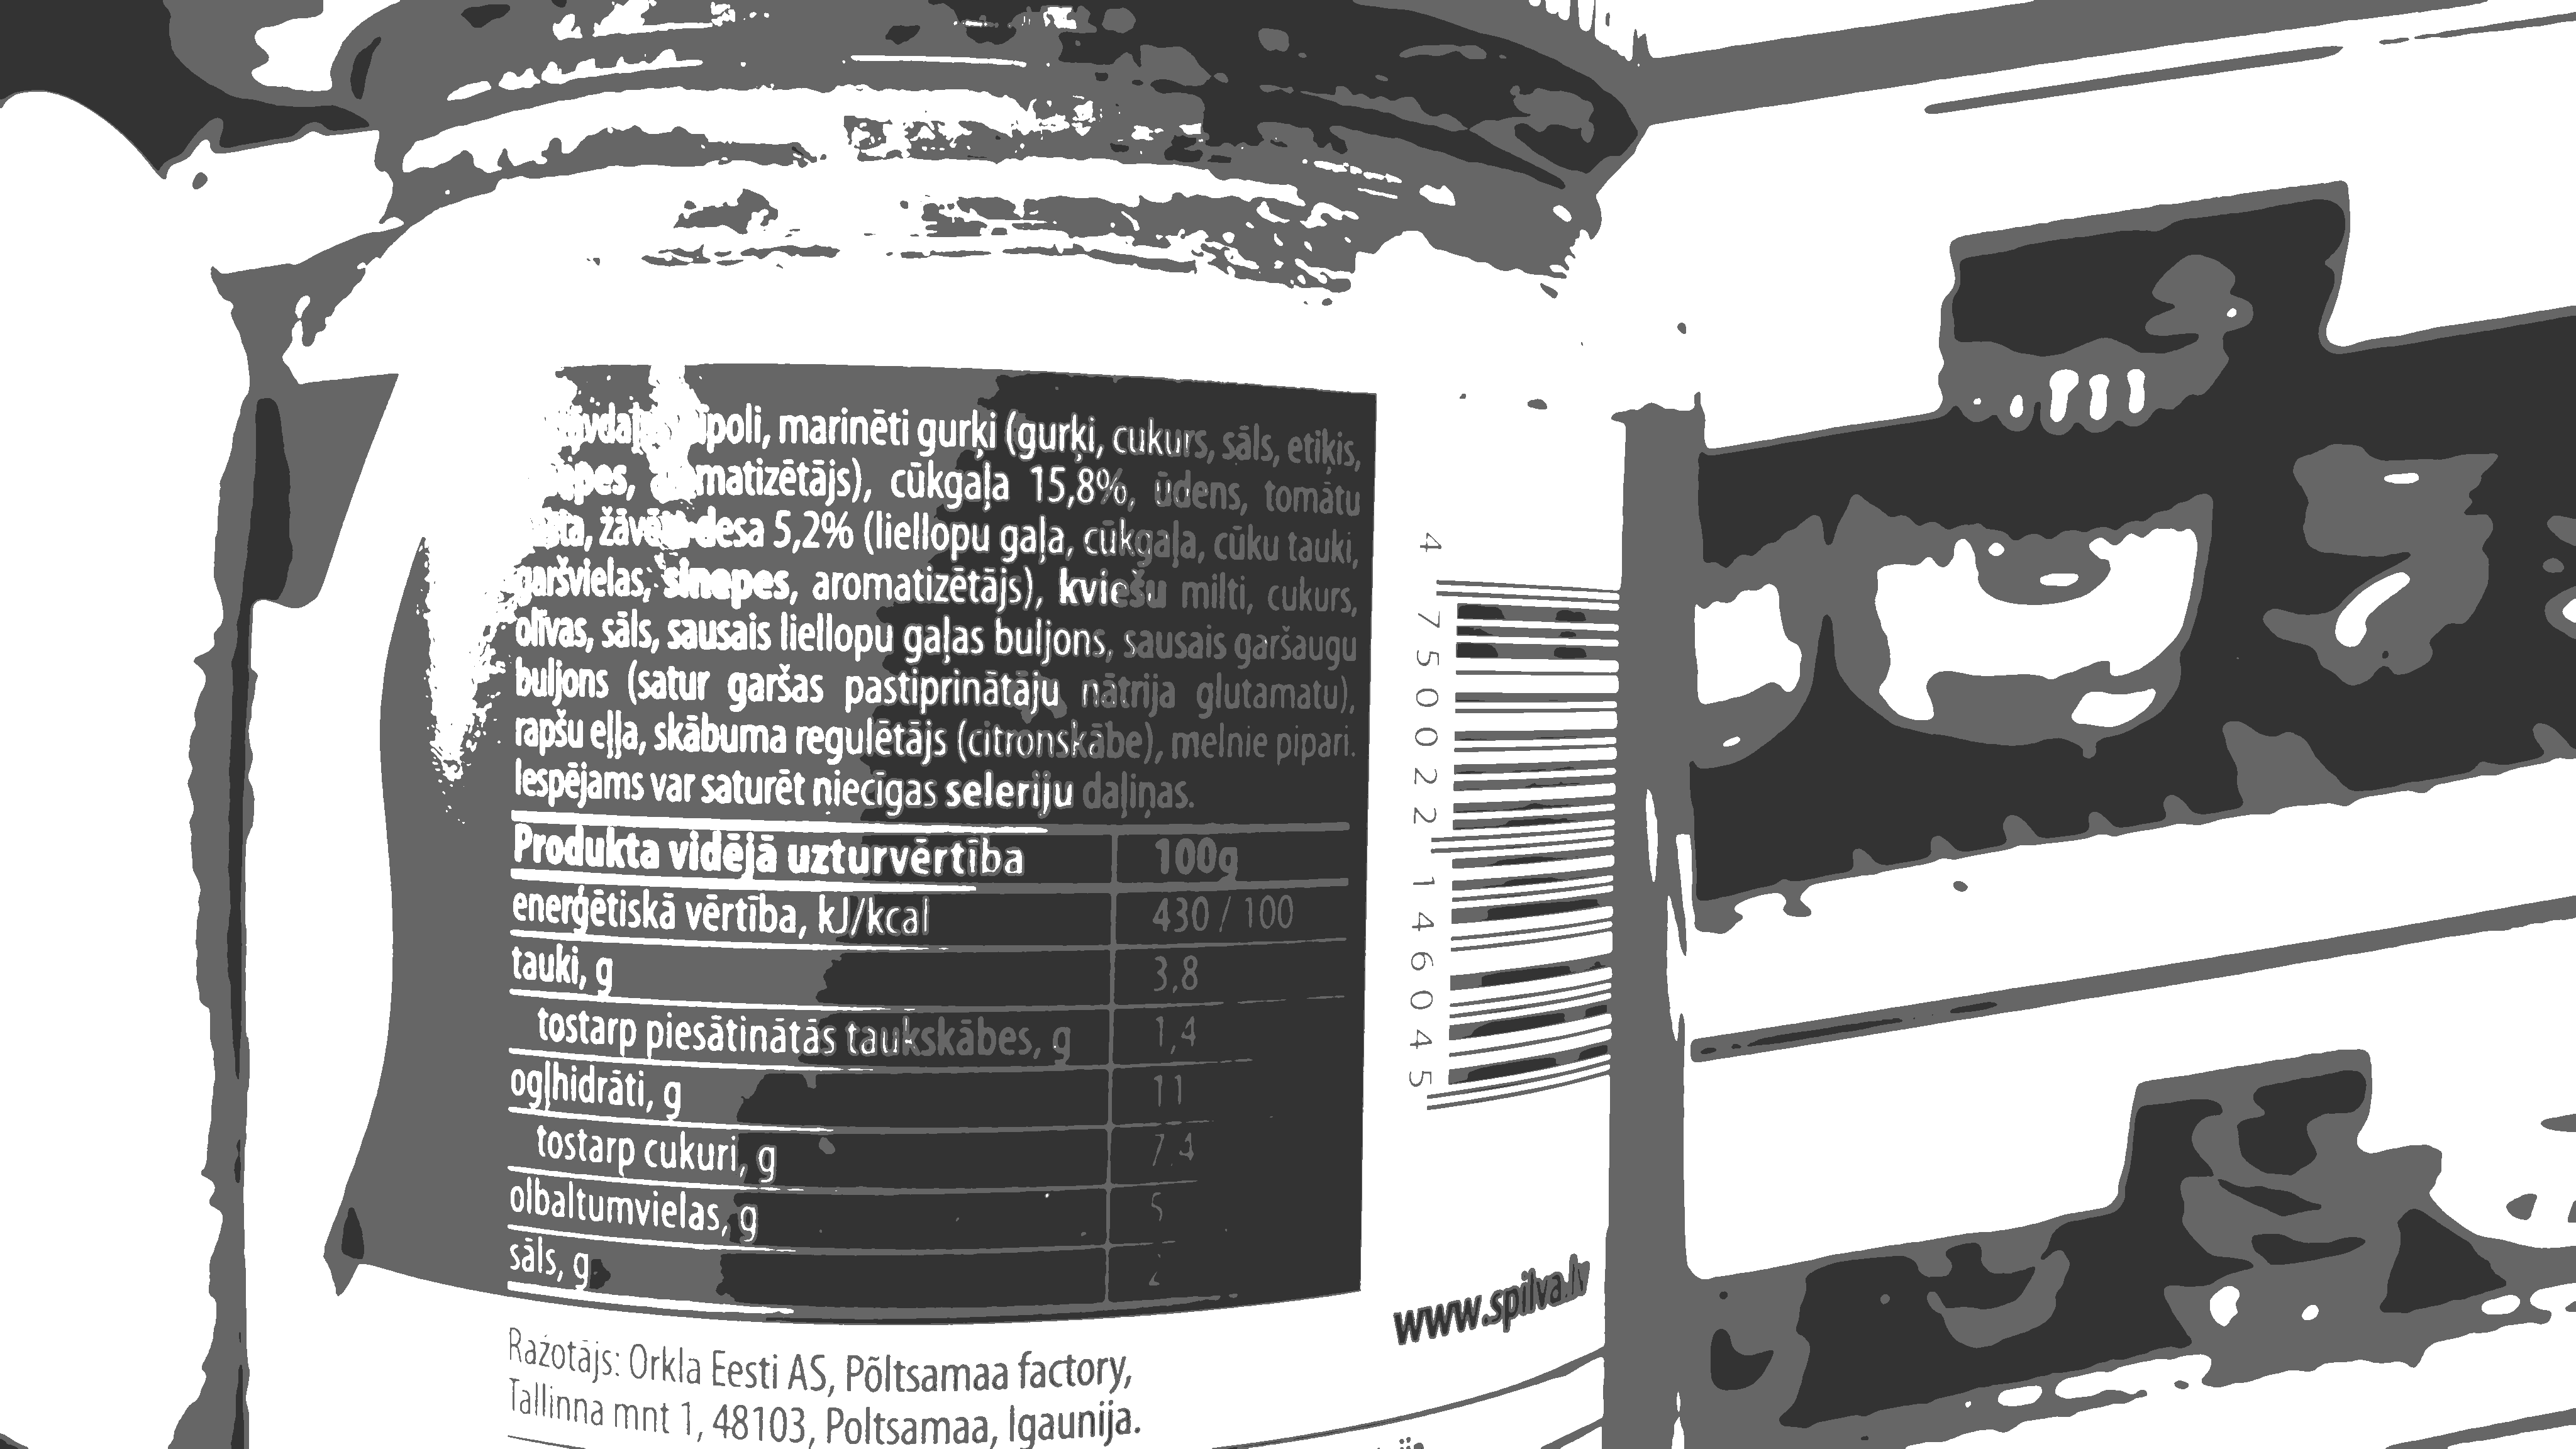 marinēti gurķi (gurķi, cukurs, sāls, etiķis,
cūkgaļa 15,8%, ūdens, tomātu
desa 5,2% (liellopu gaļa, cūkgaļa, cūku tauki,
garšvielas, sinepes, aromatizētājs), kviešu milti, cukurs,
olīvas, sāls, sausais liellopu gaļas buljons, sausais garšaugu
buljons (satur garšas pastiprinātāju nātrija glutamatu),
rapšu eļļa, skābuma regulētājs (citronskābe), melnie pipari.
Iespējams var saturēt niecīgas seleriju daļiņas.
Produkta vidējā uzturvērtība 100g
enerģētiskā vērtība, kJ/kcal 430 / 100
tauki, g 3,8
tostarp piesātinātās taukskābes, g 1,4
ogļhidrāti, g 11
tostarp cukuri, g 7,4
olbaltumvielas, g 5
sāls, g
Ražotājs: Orkla Eesti AS, Põltsamaa factory,
Tallinna mnt 1, 48103, Poltsamaa, Igaunija.
4 750022 146045
www.spilva.lv